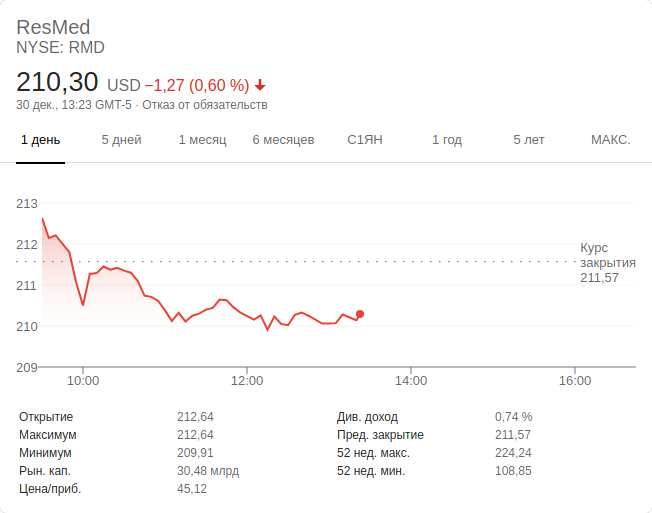 ResMed
NYSE: RMD
210,30 USD −1,27 (0,60 %)
30 дек., 13:23 GMT-5 · Отказ от обязательств
1 день 5 дней 1 месяц 6 месяцев С1ЯН 1 год 5 лет МАКС.
213
212
211
210
209
Курс
закрытия
211,57
10:00 12:00 14:00 16:00
Открытие 212,64 Див. доход 0,74 %
Максимум 212,64 Пред. закрытие 211,57
Минимум 209,91 52 нед. макс. 224,24
Рын. кап. 30,48 млрд 52 нед. мин. 108,85
Цена/приб. 45,12